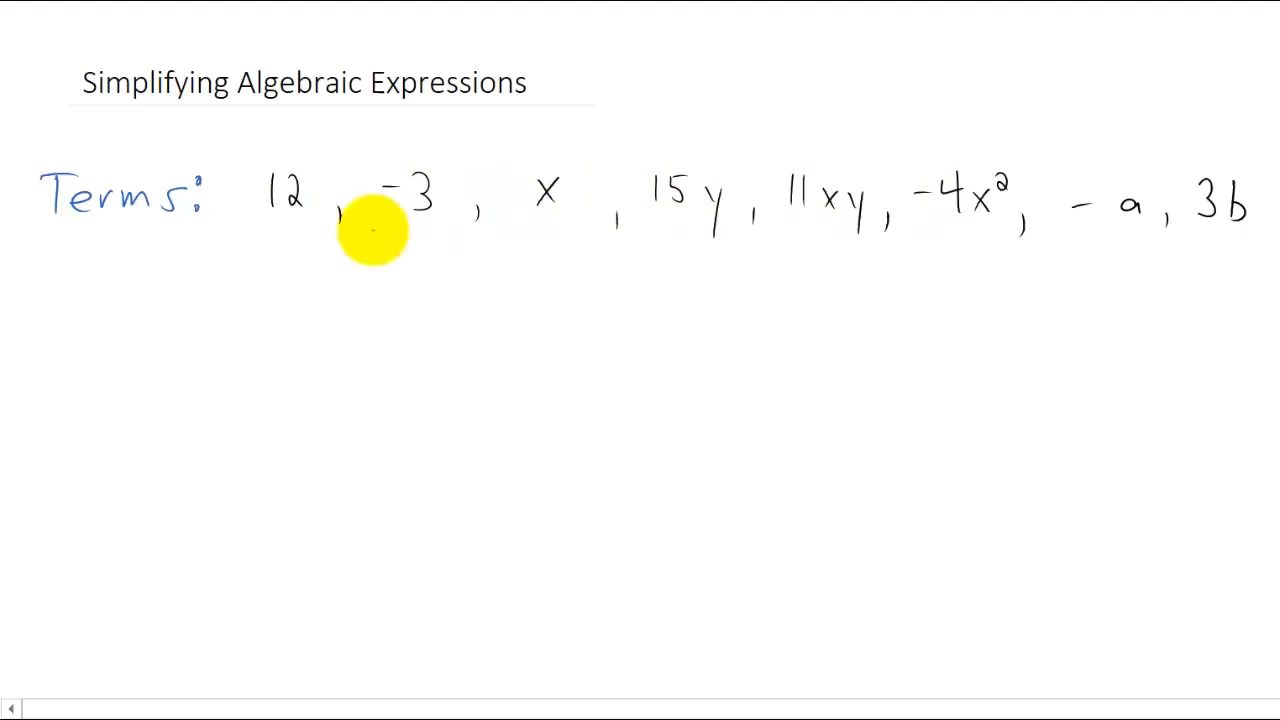 Simplifying Algebraic Expressions
Terms: 12 , -3 , x , 15y , 11xy , -4x² , - a , 3b